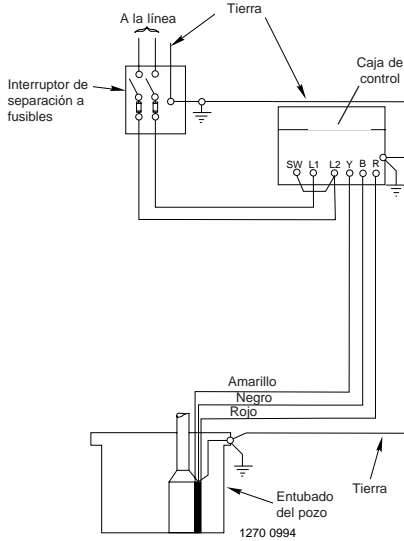 A la línea
Tierra
Interruptor de
separación a
fusibles
Caja de
control
SW L1 L2 Y B R
Amarillo
Negro
Rojo
Entubado
del pozo
Tierra
1270 0994